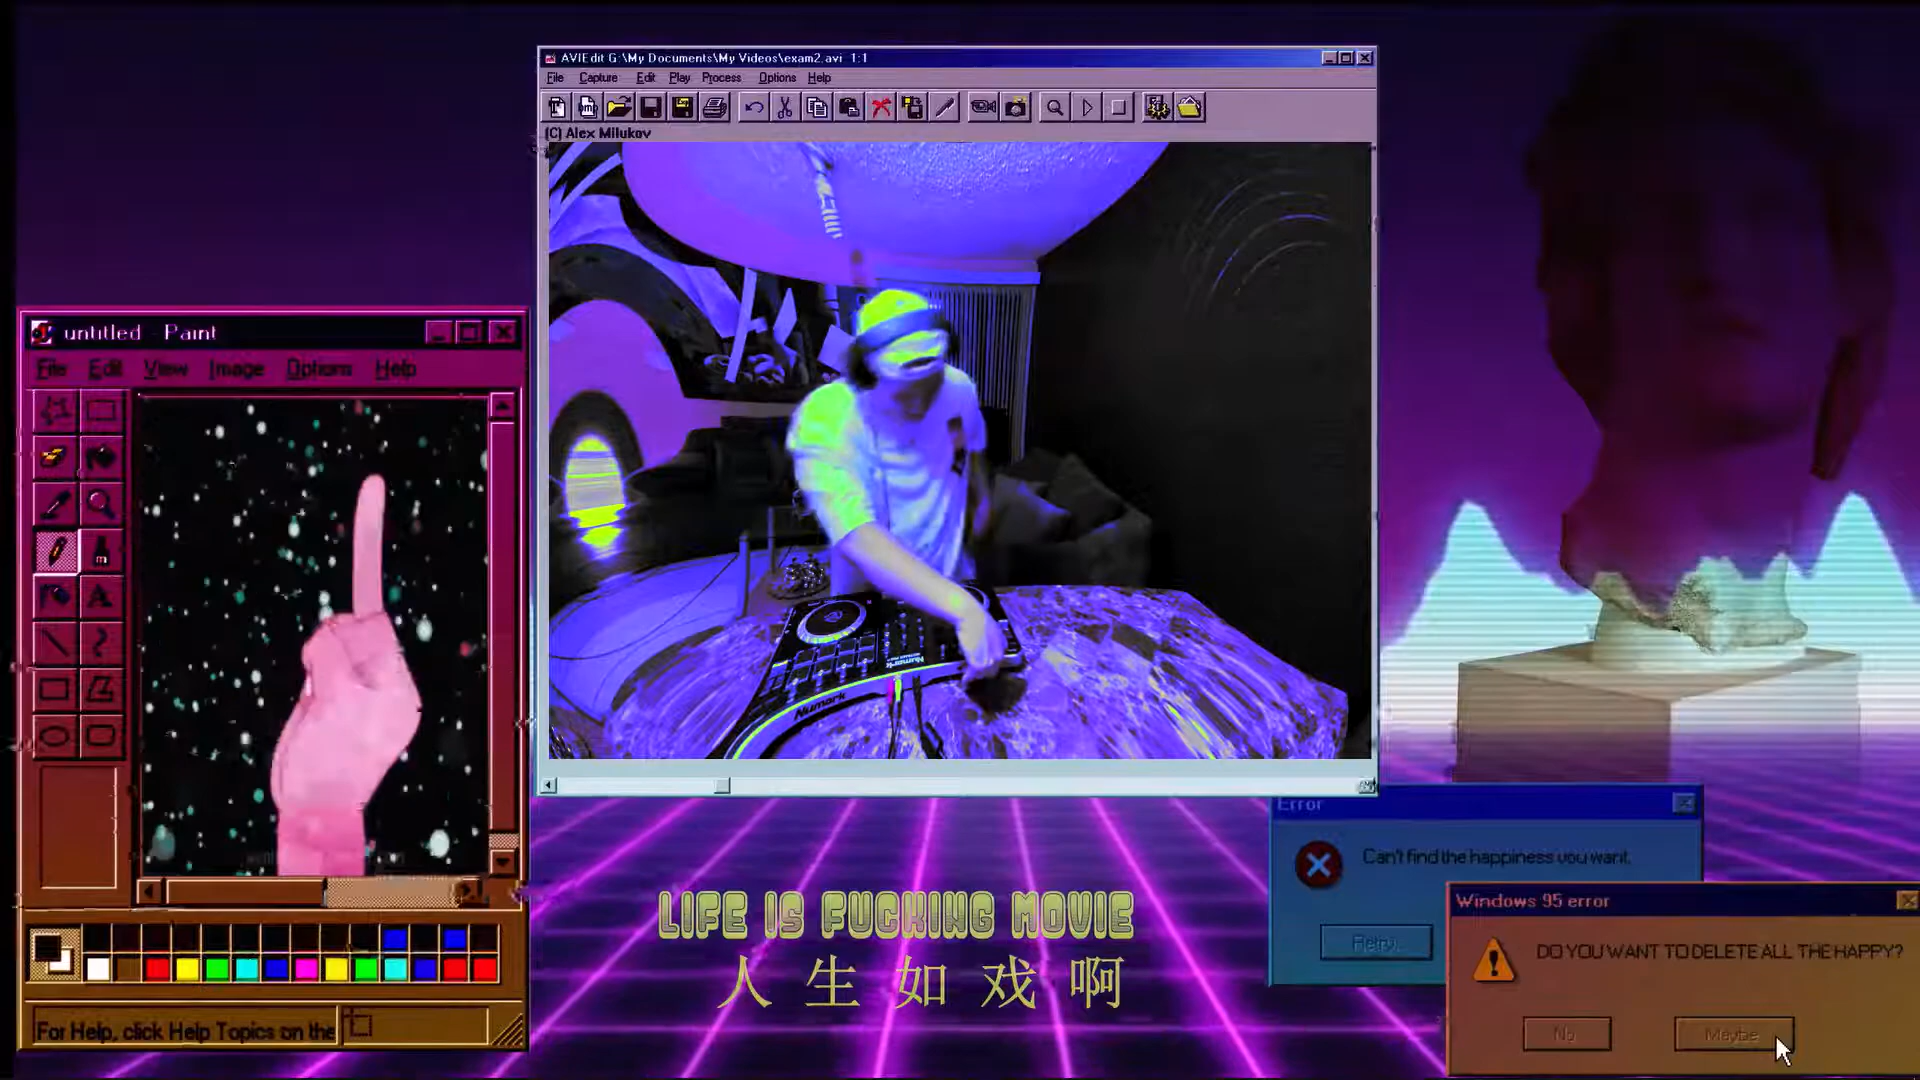 AVIEdit G:\My Documents\My Videos\exam2.avi 1:1
File Capture Edit Play Process Options Help
(C) Alex Milukov
untitled - Paint
File Edit View Image Options Help
Numark
Numark
For Help, click Help Topics on the
LIFE IS FUCKING MOVIE
人生如戏啊
Error
Can't find the happiness you want.
Retry
Windows 95 error
DO YOU WANT TO DELETE ALL THE HAPPY?
No
Maybe